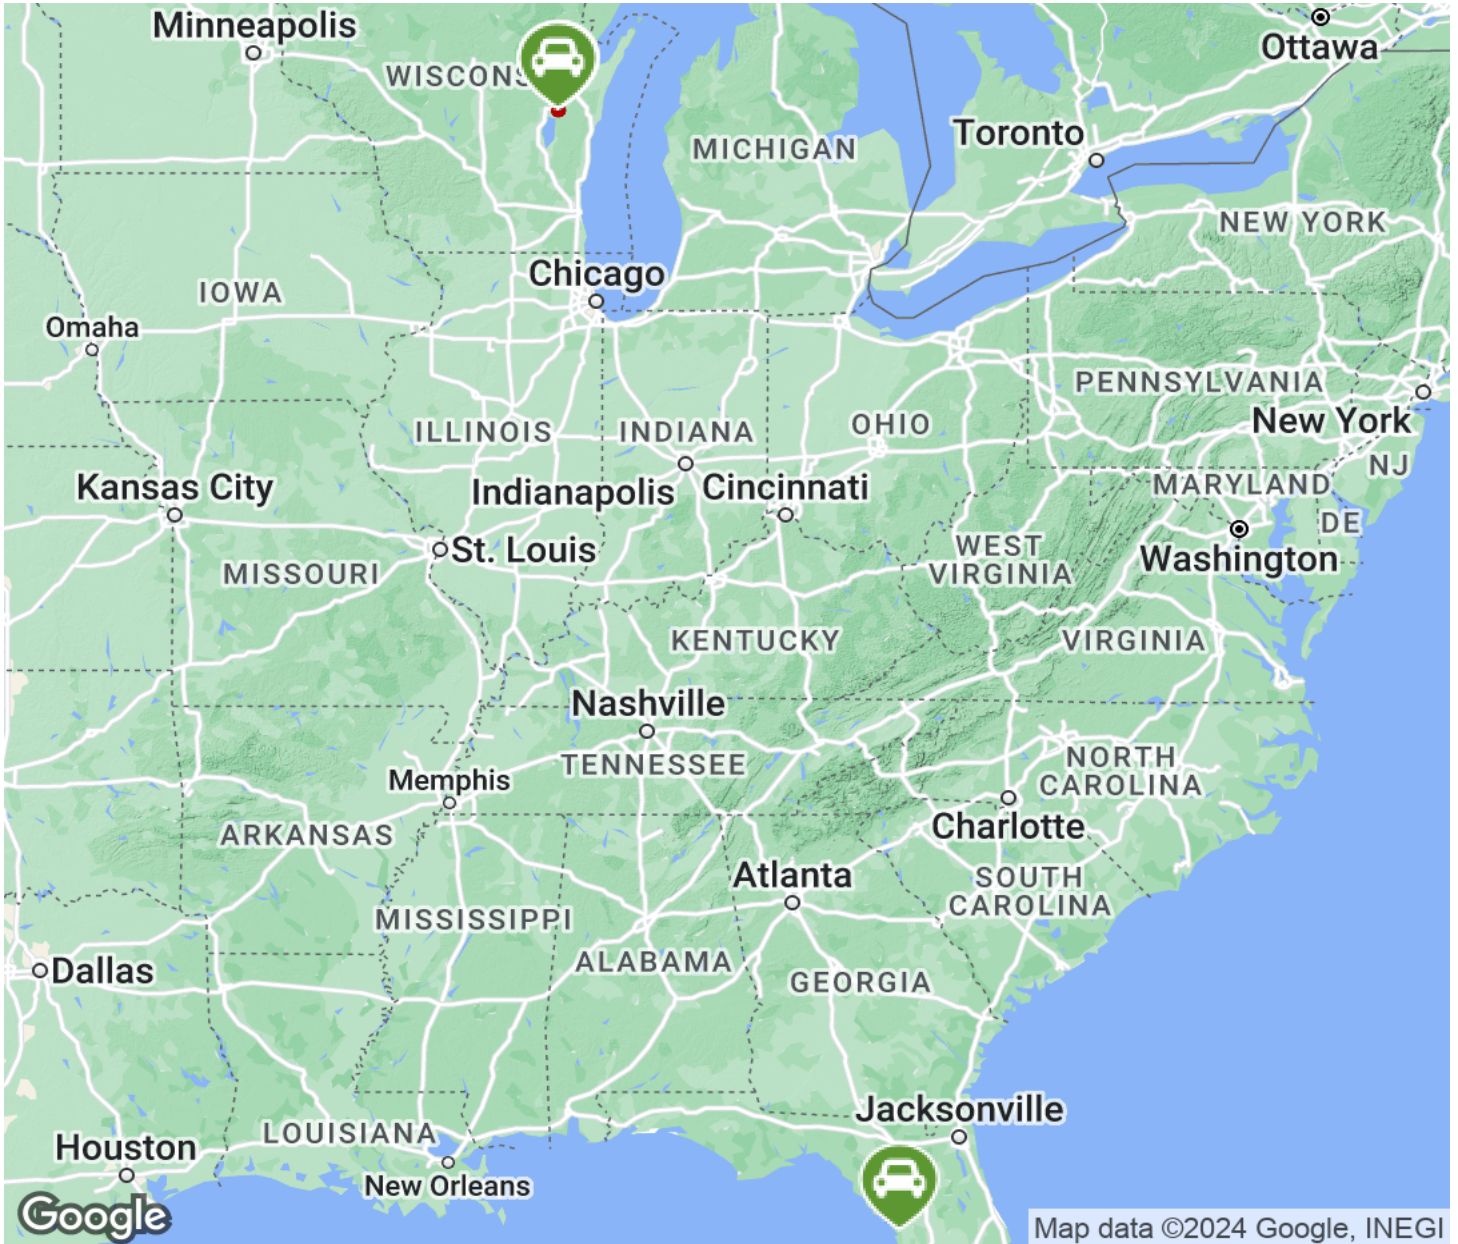 Minneapolis
Ottawa
WISCONS
Toronto
MICHIGAN
NEW YORK
Chicago
IOWA
Omaha
PENNSYLVANIA
New York
ILLINOIS
INDIANA
OHIO
NJ
Kansas City
Indianapolis
Cincinnati
MARYLAND
DE
St. Louis
WEST
VIRGINIA
Washington
MISSOURI
KENTUCKY
VIRGINIA
Nashville
TENNESSEE
NORTH
CAROLINA
Memphis
Charlotte
ARKANSAS
Atlanta
SOUTH
CAROLINA
MISSISSIPPI
ALABAMA
GEORGIA
Dallas
Jacksonville
LOUISIANA
Houston
New Orleans
Google
Map data ©2024 Google, INEGI